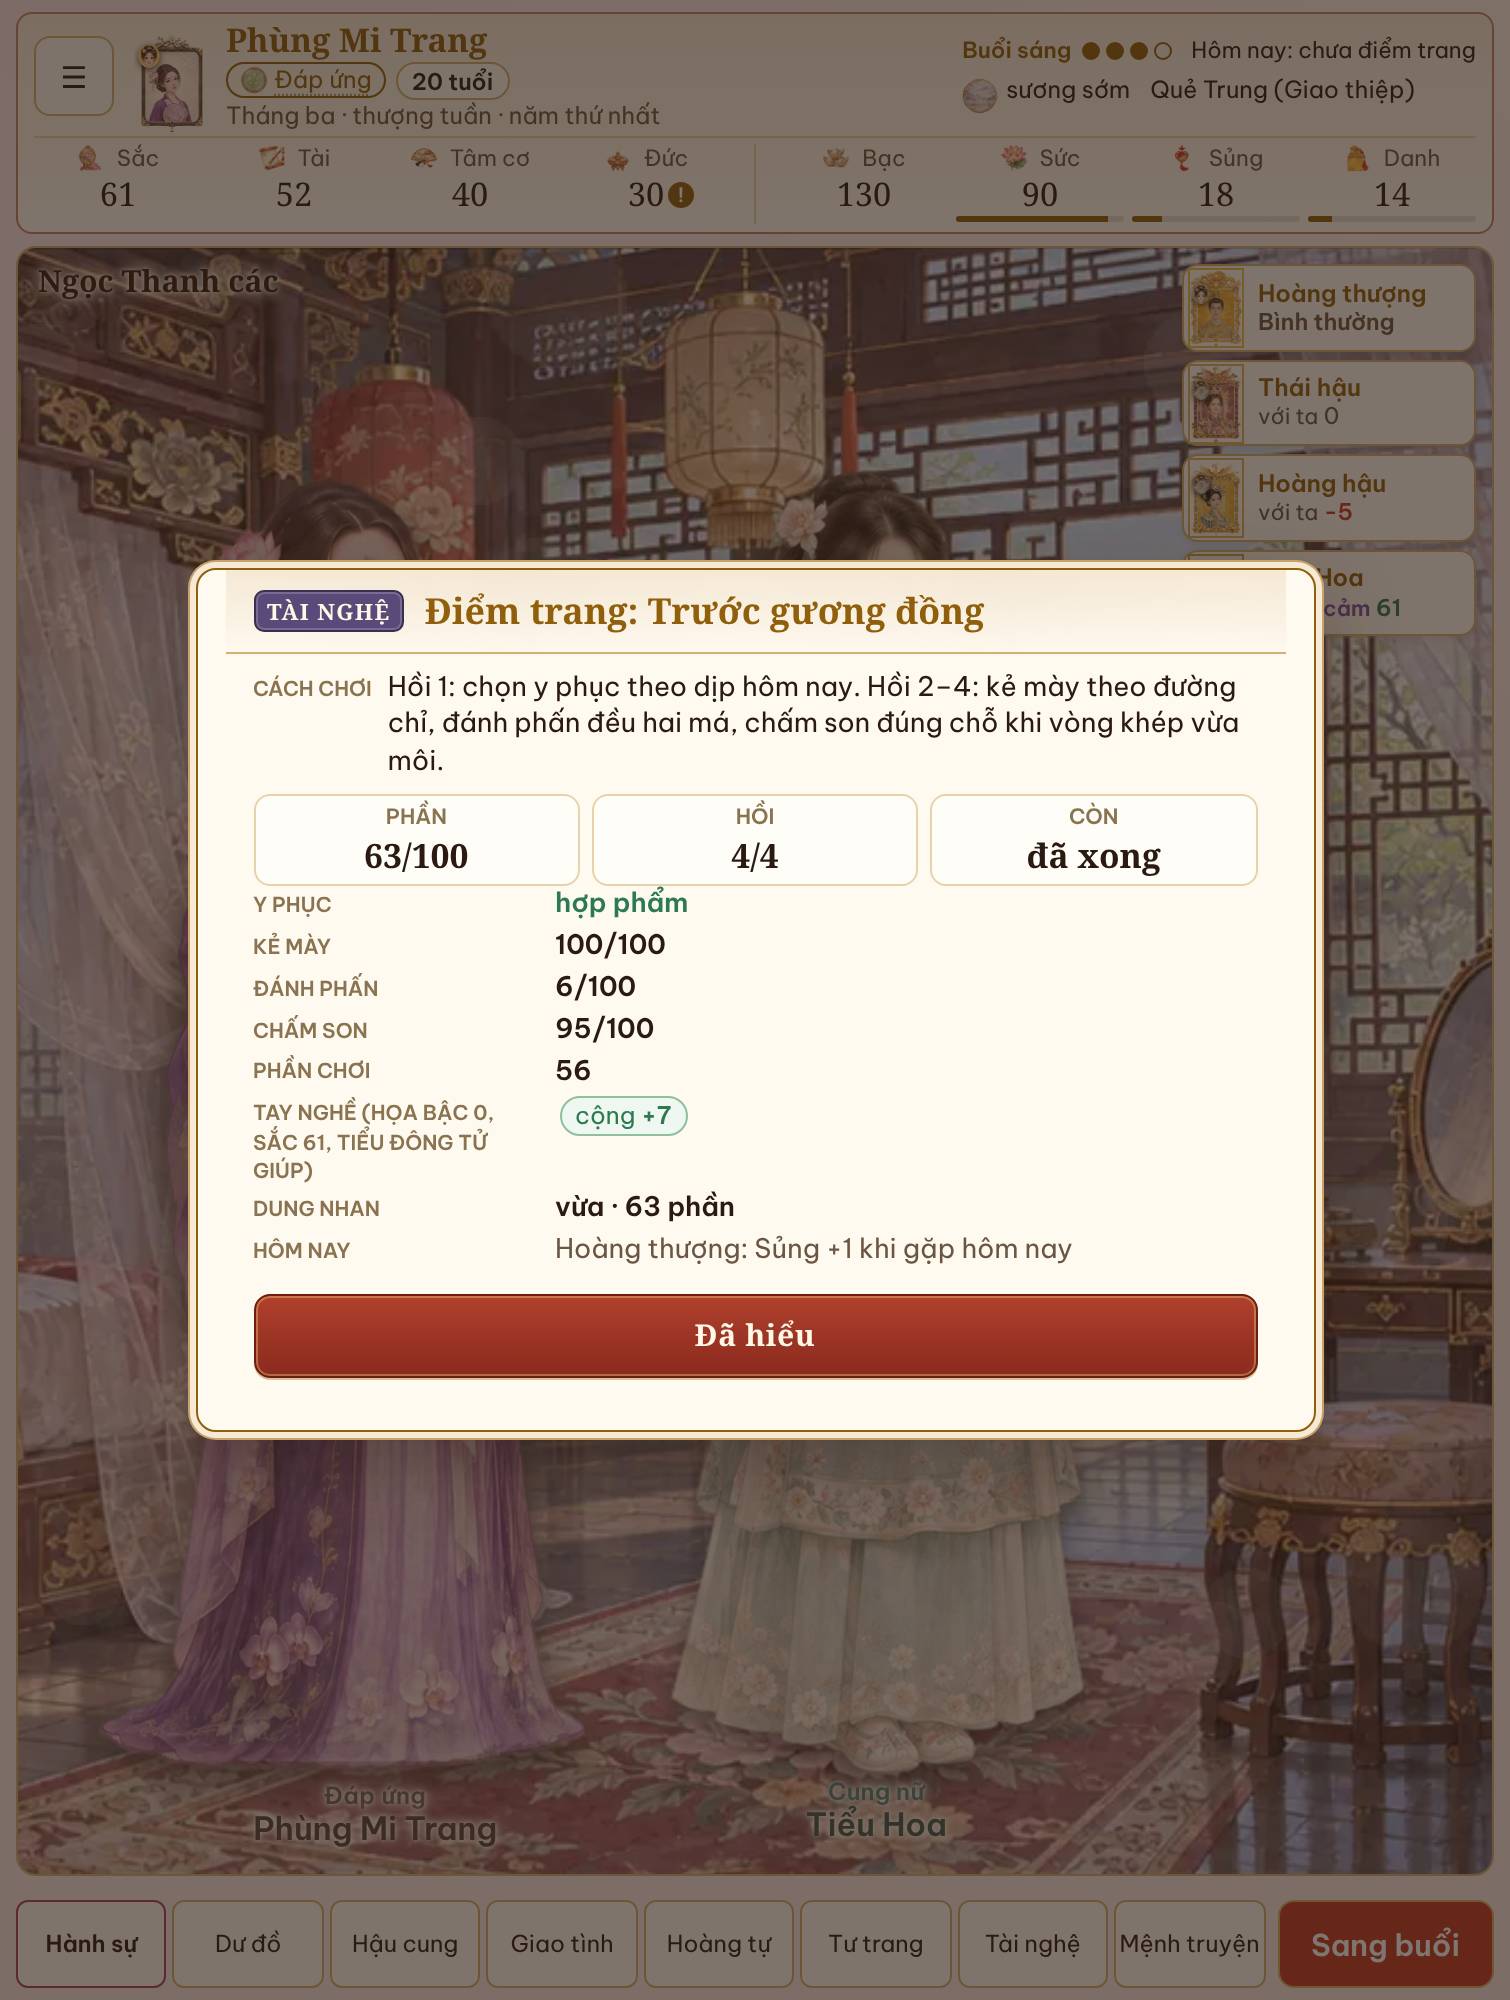 ☰
Phùng Mi Trang
Đáp ứng
20 tuổi
Tháng ba · thượng tuần · năm thứ nhất
Buổi sáng
Hôm nay: chưa điểm trang
sương sớm
Quẻ Trung (Giao thiệp)
Sắc
61
Tài
52
Tâm cơ
40
Đức
30 !
Bạc
130
Sức
90
Sủng
18
Danh
14
Ngọc Thanh các
Hoàng thượng
Bình thường
Thái hậu
với ta 0
Hoàng hậu
với ta -5
Hoa
cảm 61
TÀI NGHỆ
Điểm trang: Trước gương đồng
CÁCH CHƠI
Hồi 1: chọn y phục theo dịp hôm nay. Hồi 2–4: kẻ mày theo đường
chỉ, đánh phấn đều hai má, chấm son đúng chỗ khi vòng khép vừa
môi.
PHẦN
63/100
HỒI
4/4
CÒN
đã xong
Y PHỤC
hợp phẩm
KẺ MÀY
100/100
ĐÁNH PHẤN
6/100
CHẤM SON
95/100
PHẦN CHƠI
56
TAY NGHỀ (HỌA BẬC 0,
SẮC 61, TIỂU ĐÔNG TỬ
GIÚP)
cộng +7
DUNG NHAN
vừa · 63 phần
HÔM NAY
Hoàng thượng: Sủng +1 khi gặp hôm nay
Đã hiểu
Đáp ứng
Phùng Mi Trang
Cung nữ
Tiểu Hoa
Hành sự
Dư đồ
Hậu cung
Giao tình
Hoàng tự
Tư trang
Tài nghệ
Mệnh truyện
Sang buổi